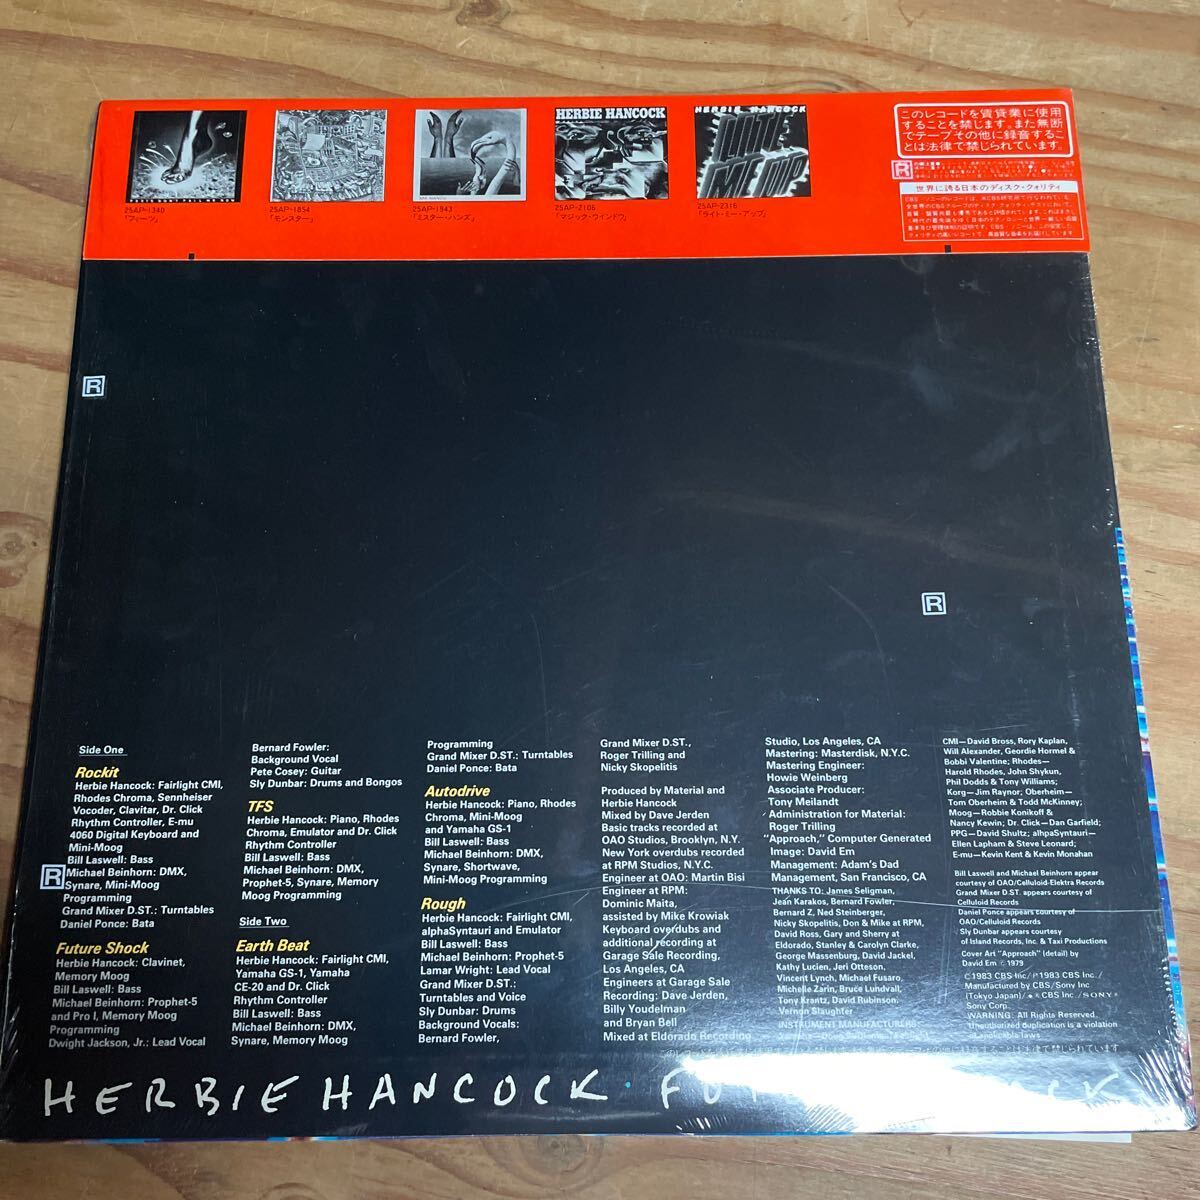 HERBIE HANCOCK
HERBIE HANCOCK
LITE
ME UP
25AP-1340
「フィーツ」
25AP-1854
「モンスター」
25AP-1943
「ミスター・ハンズ」
25AP-2106
「マジック・ウインドウ」
25AP-2316
「ライト・ミー・アップ」
このレコードを賃貸業に使用
することを禁じます。また無断
でテープその他に録音するこ
とは法律で禁じられています。
R
世界に誇る日本のディスク・クォリティ
R
R
R
Side One
Rockit
Herbie Hancock: Fairlight CMI,
Rhodes Chroma, Sennheiser
Vocoder, Clavitar, Dr. Click
Rhythm Controller, E-mu
4060 Digital Keyboard and
Mini-Moog
Bill Laswell: Bass
Michael Beinhorn: DMX,
Synare, Mini-Moog
Programming
Grand Mixer D.ST.: Turntables
Daniel Ponce: Bata
Future Shock
Herbie Hancock: Clavinet,
Memory Moog
Bill Laswell: Bass
Michael Beinhorn: Prophet-5
and Pro I, Memory Moog
Programming
Dwight Jackson, Jr.: Lead Vocal
Bernard Fowler:
Background Vocal
Pete Cosey: Guitar
Sly Dunbar: Drums and Bongos
TFS
Herbie Hancock: Piano, Rhodes
Chroma, Emulator and Dr. Click
Rhythm Controller
Bill Laswell: Bass
Michael Beinhorn: DMX,
Prophet-5, Synare, Memory
Moog Programming
Side Two
Earth Beat
Herbie Hancock: Fairlight CMI,
Yamaha GS-1, Yamaha
CE-20 and Dr. Click
Rhythm Controller
Bill Laswell: Bass
Michael Beinhorn: DMX,
Synare, Memory Moog
Programming
Grand Mixer D.ST.: Turntables
Daniel Ponce: Bata
Autodrive
Herbie Hancock: Piano, Rhodes
Chroma, Mini-Moog
and Yamaha GS-1
Bill Laswell: Bass
Michael Beinhorn: DMX,
Synare, Shortwave,
Mini-Moog Programming
Rough
Herbie Hancock: Fairlight CMI,
alphaSyntauri and Emulator
Bill Laswell: Bass
Michael Beinhorn: Prophet-5
Lamar Wright: Lead Vocal
Grand Mixer D.ST.:
Turntables and Voice
Sly Dunbar: Drums
Background Vocals:
Bernard Fowler,
Grand Mixer D.ST.,
Roger Trilling and
Nicky Skopelitis
Produced by Material and
Herbie Hancock
Mixed by Dave Jerden
Basic tracks recorded at
OAO Studios, Brooklyn, N.Y.
New York overdubs recorded
at RPM Studios, N.Y.C.
Engineer at OAO: Martin Bisi
Engineer at RPM:
Dominic Maita,
assisted by Mike Krowiak
Keyboard overdubs and
additional recording at
Garage Sale Recording,
Los Angeles, CA
Engineers at Garage Sale
Recording: Dave Jerden,
Billy Youdelman
and Bryan Bell
Mixed at Eldorado Recording
Studio, Los Angeles, CA
Mastering: Masterdisk, N.Y.C.
Mastering Engineer:
Howie Weinberg
Associate Producer:
Tony Meilandt
Administration for Material:
Roger Trilling
"Approach," Computer Generated
Image: David Em
Management: Adam's Dad
Management, San Francisco, CA
THANKS TO: James Seligman,
Jean Karakos, Bernard Fowler,
Bernard Z, Ned Steinberger,
Nicky Skopelitis, Don & Mike at RPM,
David Ross, Gary and Sherry at
Eldorado, Stanley & Carolyn Clarke,
George Massenburg, David Jackel,
Kathy Lucien, Jeri Otteson,
Vincent Lynch, Michael Fusaro,
Michelle Zarin, Bruce Lundvall,
Tony Krantz, David Rubinson.
Vernon Slaughter
INSTRUMENT MANUFACTURERS:
CMI—David Bross, Rory Kaplan,
Will Alexander, Geordie Hormel &
Bobbi Valentine; Rhodes—
Harold Rhodes, John Shykun,
Phil Dodds & Tony Williams;
Korg—Jim Raynor; Oberheim—
Tom Oberheim & Todd McKinney;
Moog—Robbie Konikoff &
Nancy Kewin; Dr. Click—Dan Garfield;
PPG—David Shultz; alhpaSyntauri—
Ellen Lapham & Steve Leonard;
E-mu—Kevin Kent & Kevin Monahan
Bill Laswell and Michael Beinhorn appear
courtesy of OAO/Celluloid-Elektra Records
Grand Mixer D.ST. appears courtesy of
Celluloid Records
Daniel Ponce appears courtesy of
OAO/Celluloid Records
Sly Dunbar appears courtesy
of Island Records, Inc. & Taxi Productions
Cover Art "Approach" (detail) by
David Em © 1979
© 1983 CBS Inc/℗ 1983 CBS Inc./
Manufactured by CBS/Sony Inc
(Tokyo Japan)/® CBS Inc./SONY®
Sony Corp.
WARNING: All Rights Reserved.
Unauthorized duplication is a violation
of applicable laws.
HERBIE HANCOCK · FUT CK